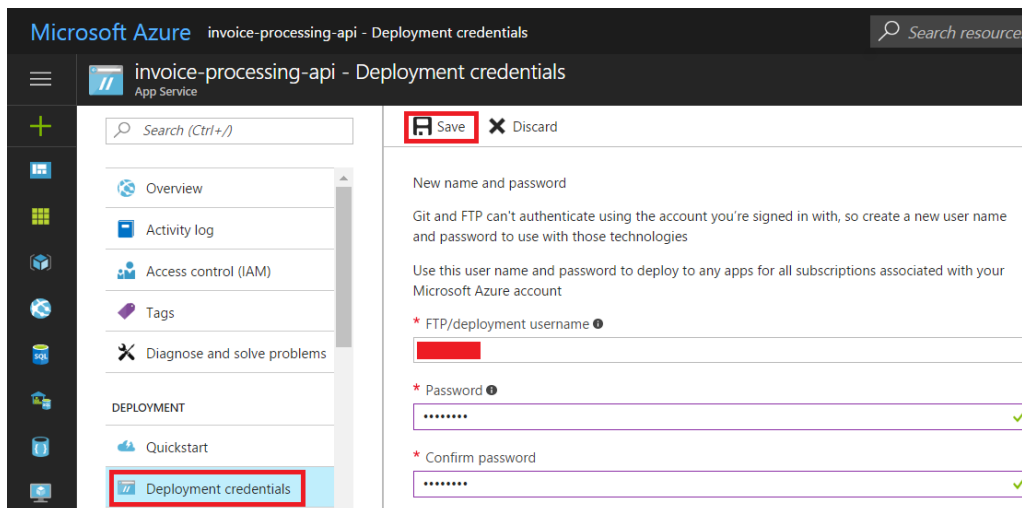 Microsoft Azure invoice-processing-api - Deployment credentials
Search resource
invoice-processing-api - Deployment credentials
App Service
Search (Ctrl+/)
Overview
Activity log
Access control (IAM)
Tags
Diagnose and solve problems
DEPLOYMENT
Quickstart
Deployment credentials
Save Discard
New name and password
Git and FTP can't authenticate using the account you're signed in with, so create a new user name
and password to use with those technologies
Use this user name and password to deploy to any apps for all subscriptions associated with your
Microsoft Azure account
* FTP/deployment username
* Password
••••••••
* Confirm password
••••••••
SQL